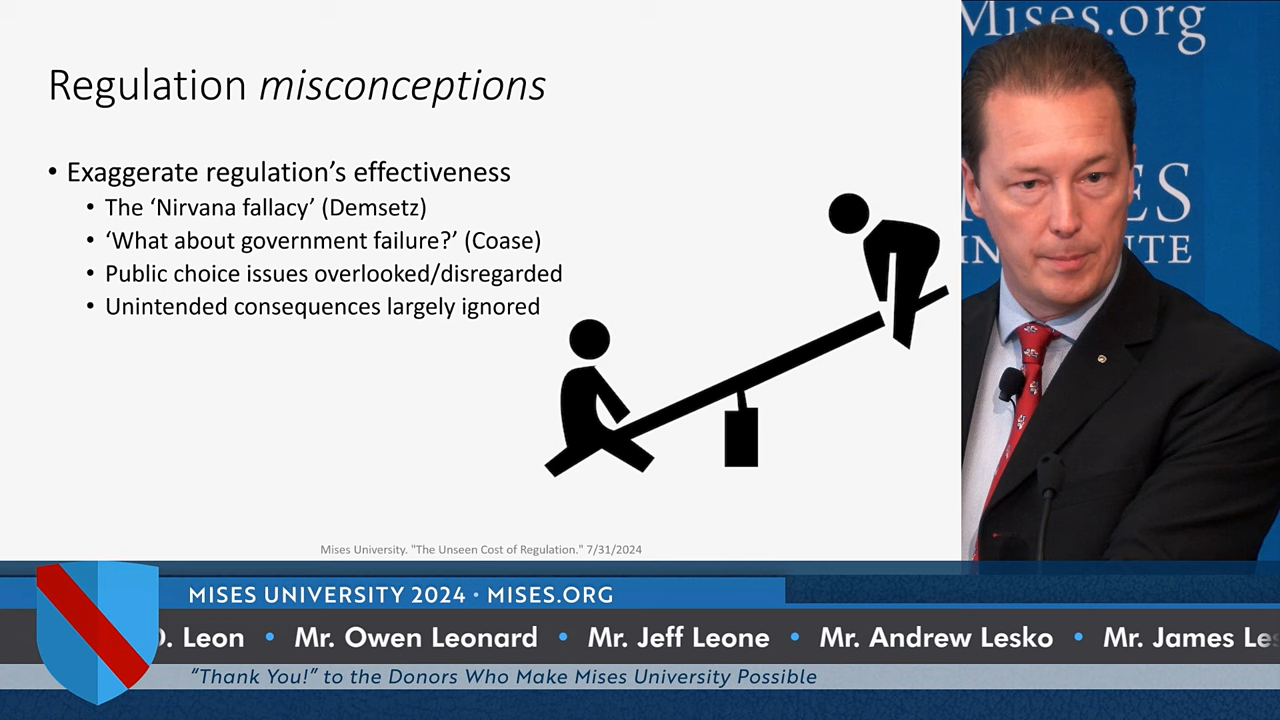 Regulation misconceptions
• Exaggerate regulation’s effectiveness
• The ‘Nirvana fallacy’ (Demsetz)
• ‘What about government failure?’ (Coase)
• Public choice issues overlooked/disregarded
• Unintended consequences largely ignored
Mises University. "The Unseen Cost of Regulation." 7/31/2024
Mises.org
MISES UNIVERSITY 2024 • MISES.ORG
Leon • Mr. Owen Leonard • Mr. Jeff Leone • Mr. Andrew Lesko • Mr. James
“Thank You!” to the Donors Who Make Mises University Possible